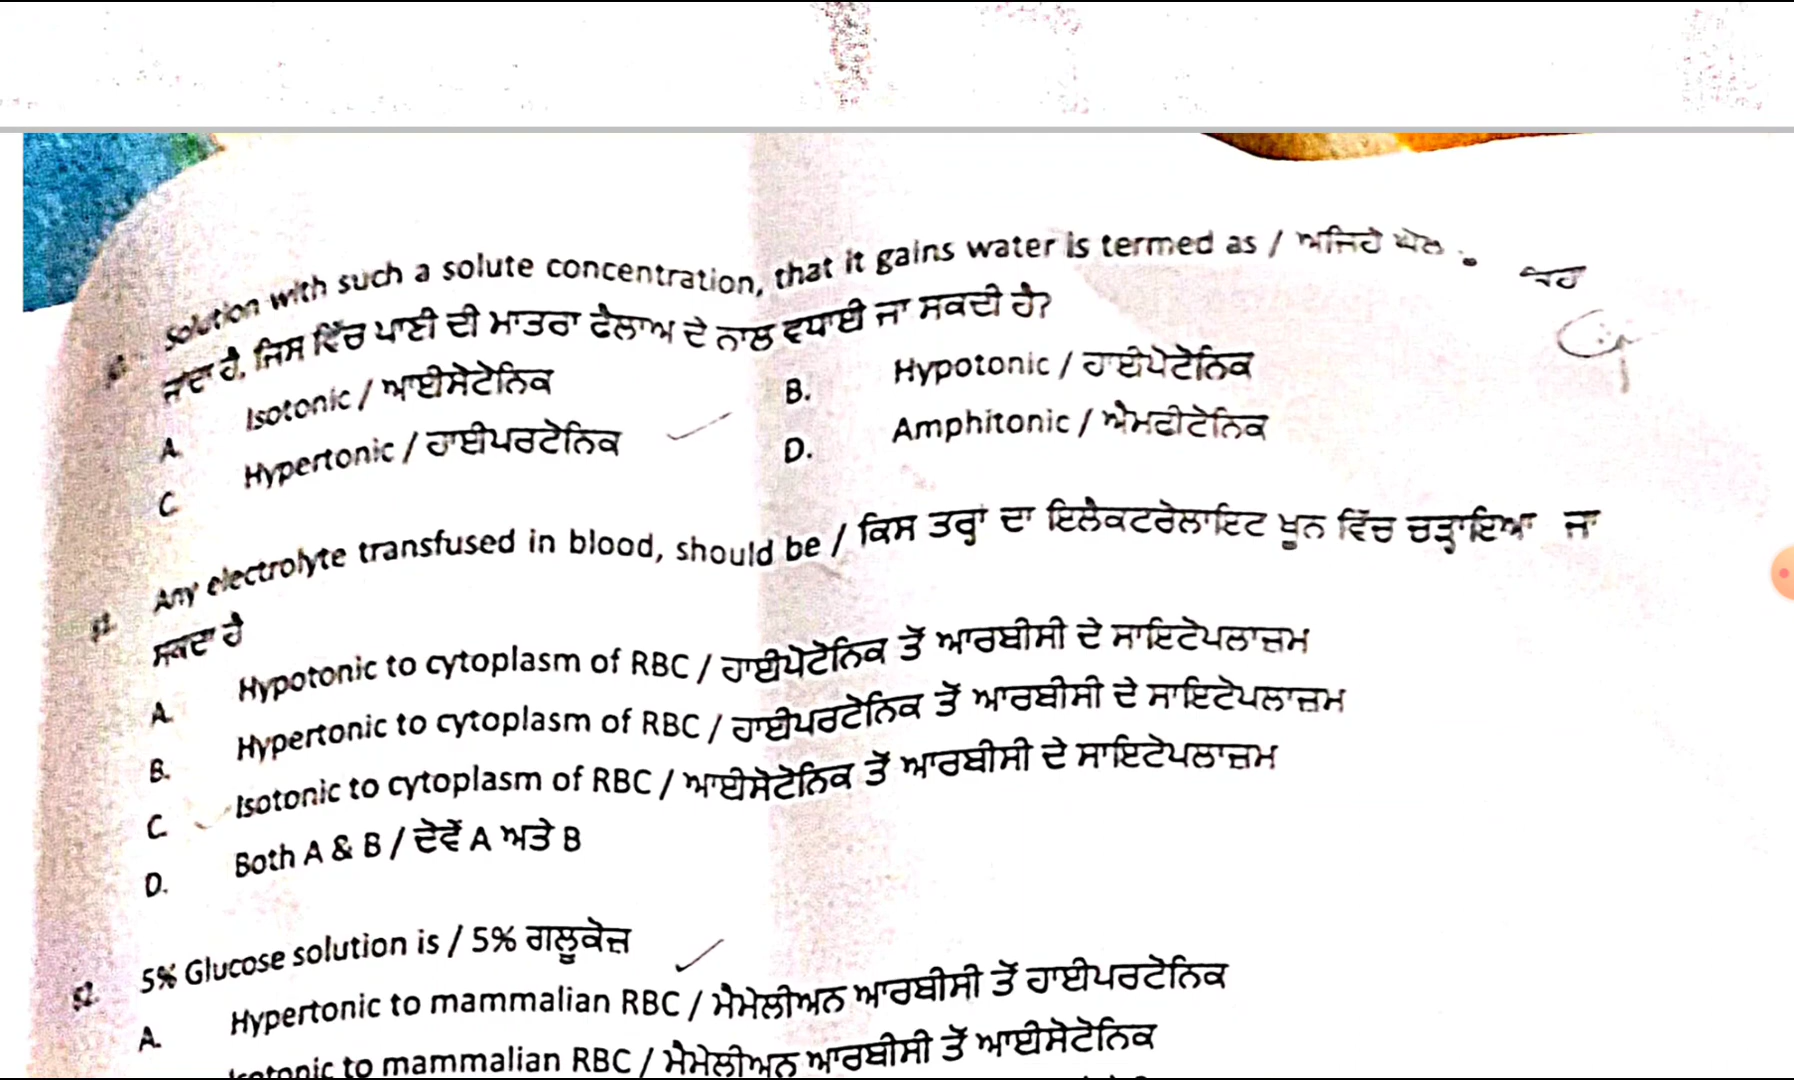 Solution with such a solute concentration, that it gains water is termed as / ਅਜਿਹੇ ਘੋਲ
ਜਾਂਦਾ ਹੈ, ਜਿਸ ਵਿੱਚ ਪਾਣੀ ਦੀ ਮਾਤਰਾ ਫੈਲਾਅ ਦੇ ਨਾਲ ਵਧਾਈ ਜਾ ਸਕਦੀ ਹੈ?
A. Isotonic / ਆਈਸੋਟੋਨਿਕ B. Hypotonic / ਹਾਈਪੋਟੋਨਿਕ
C. Hypertonic / ਹਾਈਪਰਟੋਨਿਕ D. Amphitonic / ਐਮਫੀਟੋਨਿਕ
Any electrolyte transfused in blood, should be / ਕਿਸ ਤਰ੍ਹਾਂ ਦਾ ਇਲੈਕਟਰੋਲਾਇਟ ਖੂਨ ਵਿੱਚ ਚੜ੍ਹਾਇਆ ਜਾ
ਸਕਦਾ ਹੈ
A. Hypotonic to cytoplasm of RBC / ਹਾਈਪੋਟੋਨਿਕ ਤੋਂ ਆਰਬੀਸੀ ਦੇ ਸਾਇਟੋਪਲਾਜ਼ਮ
B. Hypertonic to cytoplasm of RBC / ਹਾਈਪਰਟੋਨਿਕ ਤੋਂ ਆਰਬੀਸੀ ਦੇ ਸਾਇਟੋਪਲਾਜ਼ਮ
C. Isotonic to cytoplasm of RBC / ਆਈਸੋਟੋਨਿਕ ਤੋਂ ਆਰਬੀਸੀ ਦੇ ਸਾਇਟੋਪਲਾਜ਼ਮ
D. Both A & B / ਦੋਵੇਂ A ਅਤੇ B
5% Glucose solution is / 5% ਗਲੂਕੋਜ਼
A. Hypertonic to mammalian RBC / ਮੈਮੇਲੀਅਨ ਆਰਬੀਸੀ ਤੋਂ ਹਾਈਪਰਟੋਨਿਕ
Isotonic to mammalian RBC / ਮੈਮੇਲੀਅਨ ਆਰਬੀਸੀ ਤੋਂ ਆਈਸੋਟੋਨਿਕ